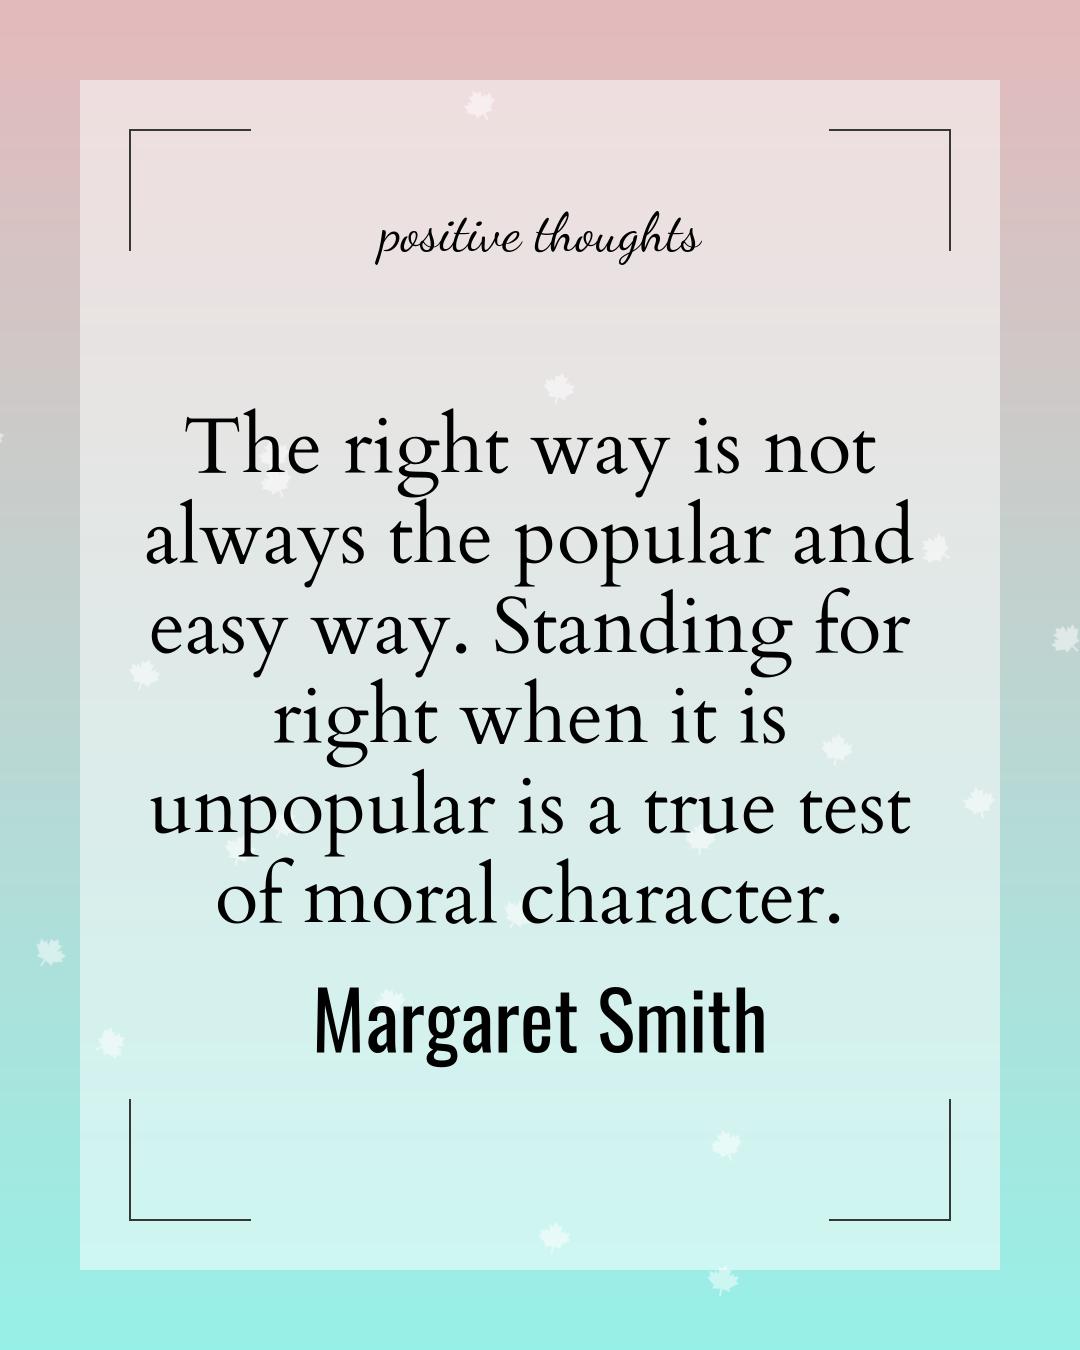 positive thoughts
The right way is not
always the popular and
easy way. Standing for
right when it is
unpopular is a true test
of moral character.
Margaret Smith